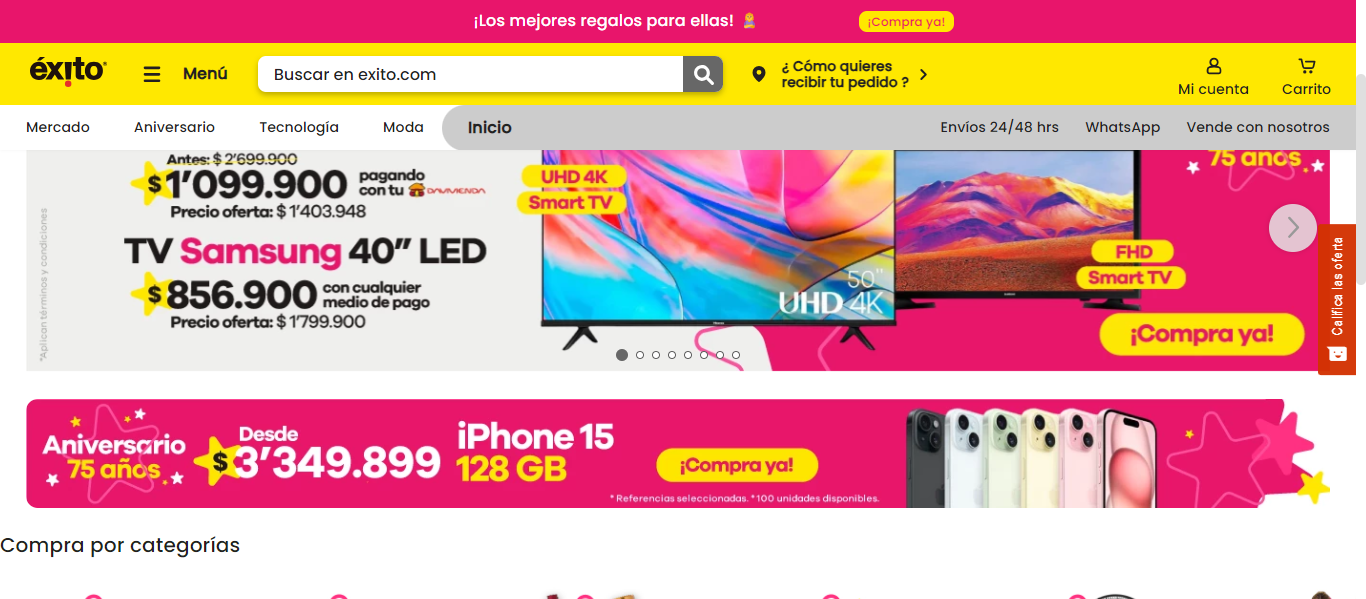 ¡Los mejores regalos para ellas!
¡Compra ya!
éxito
Menú
Buscar en exito.com
¿ Cómo quieres
recibir tu pedido ?
Mi cuenta
Carrito
Mercado
Aniversario
Tecnología
Moda
Inicio
Envíos 24/48 hrs
WhatsApp
Vende con nosotros
Antes: $ 2'699.900
$ 1'099.900
pagando
con tu DAVIVIENDA
Precio oferta: $ 1'403.948
TV Samsung 40" LED
$ 856.900
con cualquier
medio de pago
Precio oferta: $ 1'799.900
*Aplican términos y condiciones
UHD 4K
Smart TV
50"
UHD 4K
75 años
FHD
Smart TV
¡Compra ya!
Califica las oferta
Aniversario
75 años
Desde
$ 3'349.899
iPhone 15
128 GB
¡Compra ya!
* Referencias seleccionadas. * 100 unidades disponibles.
Compra por categorías